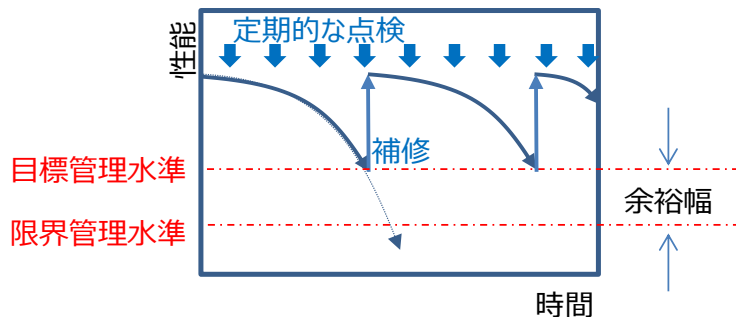 定期的な点検
性能
補修
目標管理水準
余裕幅
限界管理水準
時間